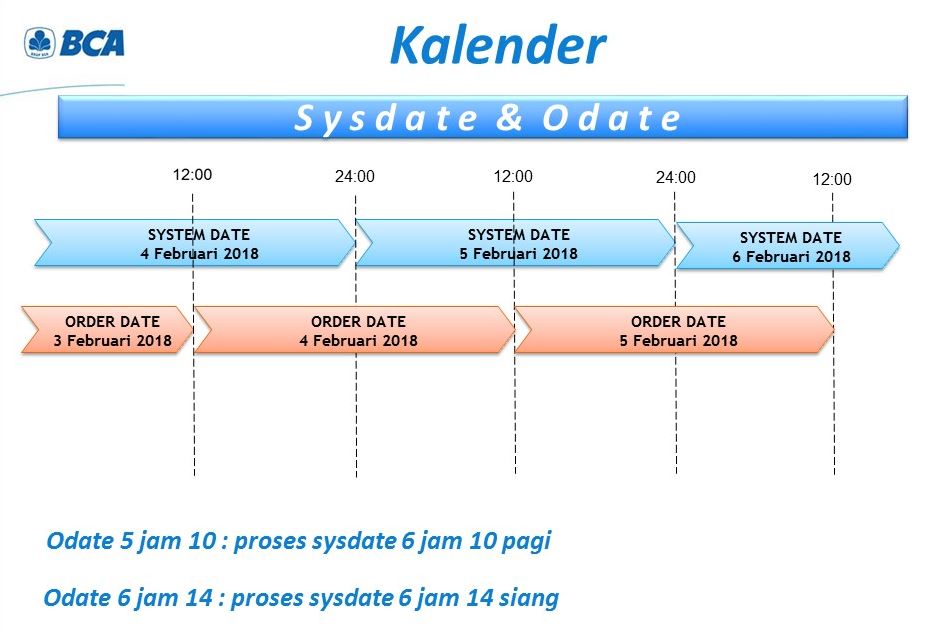 BCA
Kalender
Sysdate & Odate
12:00
24:00
12:00
24:00
12:00
SYSTEM DATE
4 Februari 2018
SYSTEM DATE
5 Februari 2018
SYSTEM DATE
6 Februari 2018
ORDER DATE
3 Februari 2018
ORDER DATE
4 Februari 2018
ORDER DATE
5 Februari 2018
Odate 5 jam 10 : proses sysdate 6 jam 10 pagi
Odate 6 jam 14 : proses sysdate 6 jam 14 siang